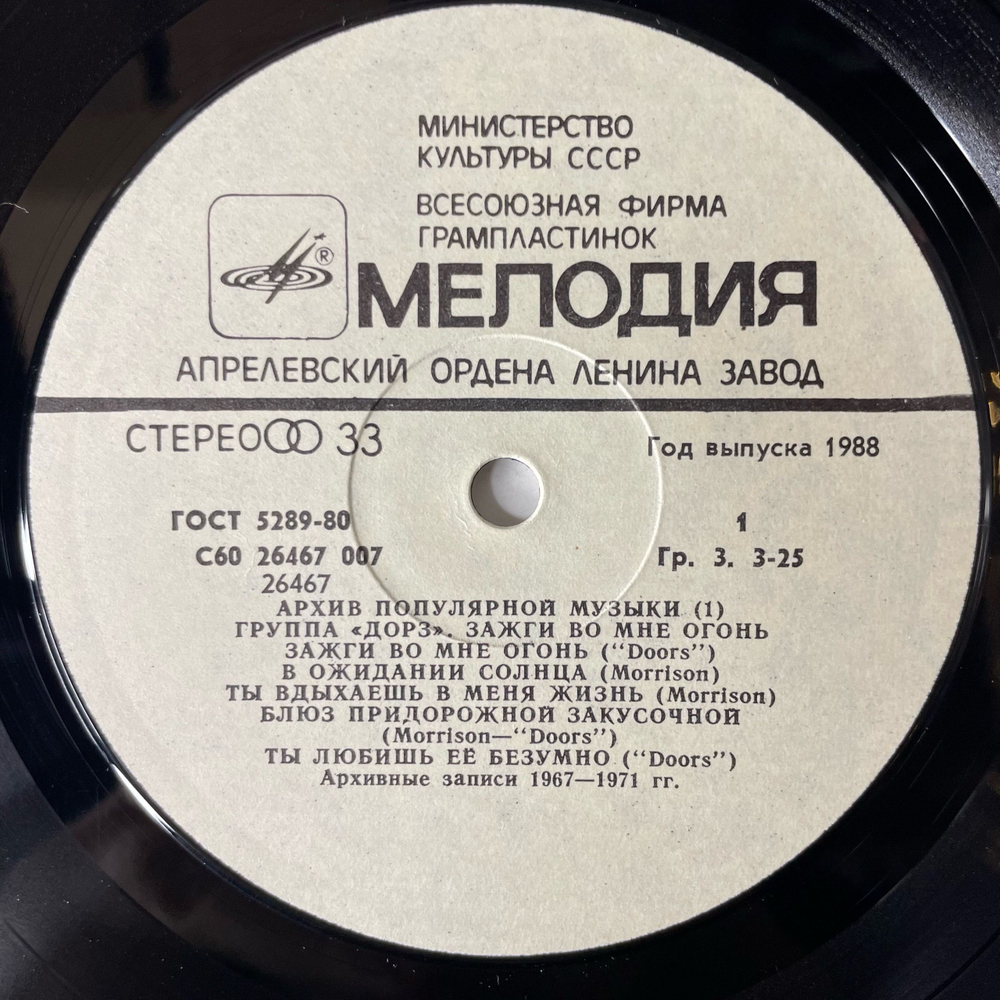 МИНИСТЕРСТВО
КУЛЬТУРЫ СССР
ВСЕСОЮЗНАЯ ФИРМА
ГРАМПЛАСТИНОК
®
МЕЛОДИЯ
АПРЕЛЕВСКИЙ ОРДЕНА ЛЕНИНА ЗАВОД
СТЕРЕО 33
Год выпуска 1988
ГОСТ 5289-80
1
С60 26467 007
Гр. 3. 3-25
26467
АРХИВ ПОПУЛЯРНОЙ МУЗЫКИ (1)
ГРУППА «ДОРЗ». ЗАЖГИ ВО МНЕ ОГОНЬ
ЗАЖГИ ВО МНЕ ОГОНЬ (“Doors”)
В ОЖИДАНИИ СОЛНЦА (Morrison)
ТЫ ВДЫХАЕШЬ В МЕНЯ ЖИЗНЬ (Morrison)
БЛЮЗ ПРИДОРОЖНОЙ ЗАКУСОЧНОЙ
(Morrison—“Doors”)
ТЫ ЛЮБИШЬ ЕЁ БЕЗУМНО (“Doors”)
Архивные записи 1967—1971 гг.